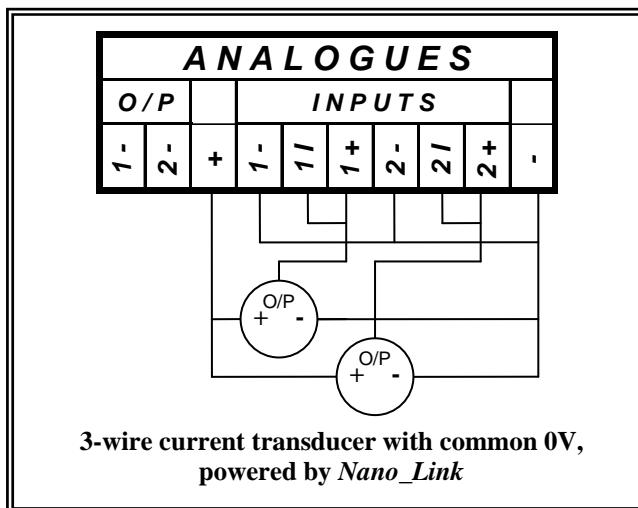 ANALOGUES
O/P INPUTS
1- 2- + 1- 1I 1+ 2- 2I 2+ -
O/P
+ -
O/P
+ -
3-wire current transducer with common 0V,
powered by Nano_Link